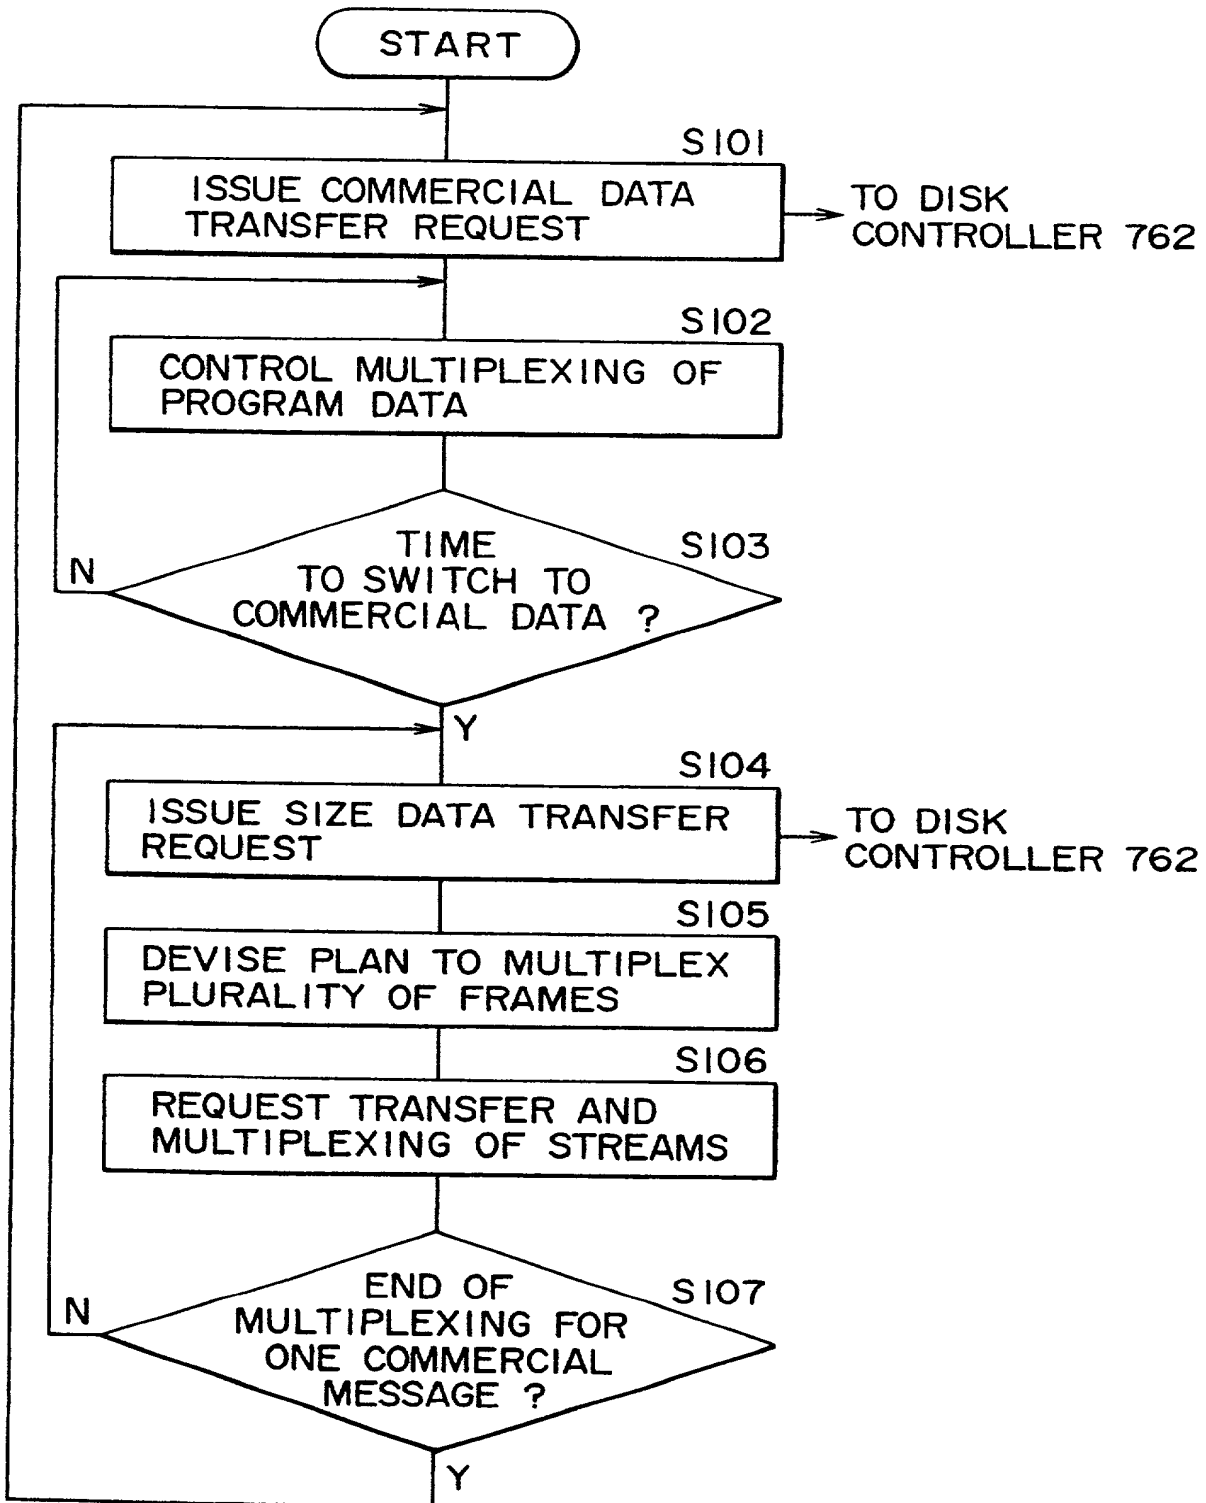 START
S101
ISSUE COMMERCIAL DATA
TRANSFER REQUEST
TO DISK
CONTROLLER 762
S102
CONTROL MULTIPLEXING OF
PROGRAM DATA
S103
TIME
TO SWITCH TO
COMMERCIAL DATA ?
N
Y
S104
ISSUE SIZE DATA TRANSFER
REQUEST
TO DISK
CONTROLLER 762
S105
DEVISE PLAN TO MULTIPLEX
PLURALITY OF FRAMES
S106
REQUEST TRANSFER AND
MULTIPLEXING OF STREAMS
S107
END OF
MULTIPLEXING FOR
ONE COMMERCIAL
MESSAGE ?
N
Y